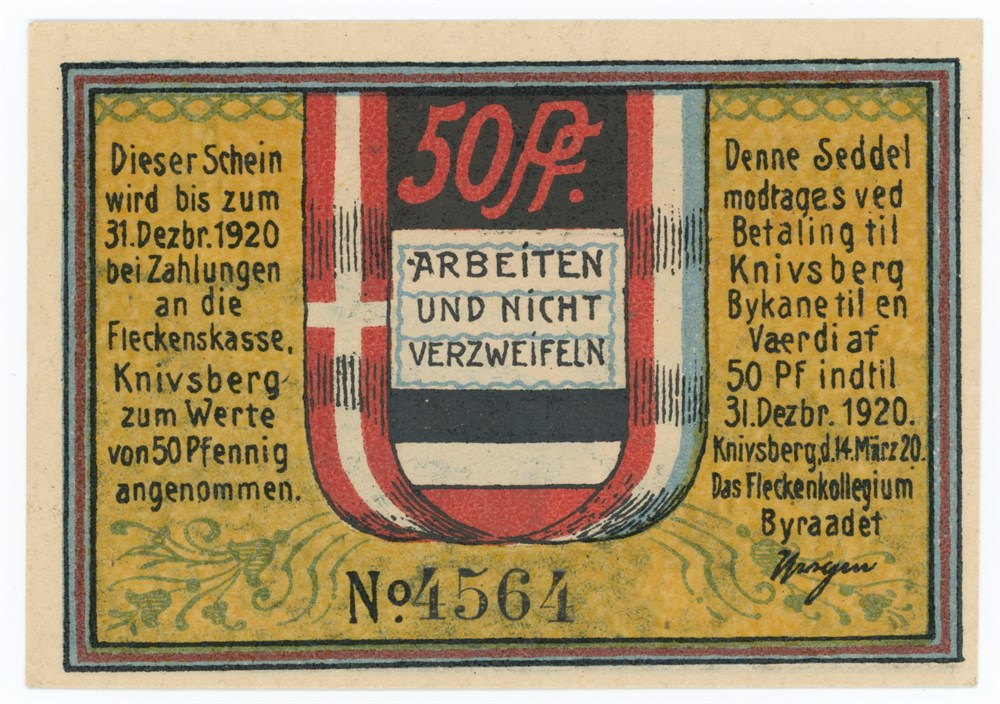 Dieser Schein
wird bis zum
31. Dezbr. 1920
bei Zahlungen
an die
Fleckenskasse,
Knivsberg
zum Werte
von 50 Pfennig
angenommen.
50 Pf.
ARBEITEN
UND NICHT
VERZWEIFELN
No. 4564
Denne Seddel
modtages ved
Betaling til
Knivsberg
Bykane til en
Værdi af
50 Pf indtil
31. Dezbr. 1920.
Knivsberg, d. 14. März 20.
Das Fleckenkollegium
Byraadet